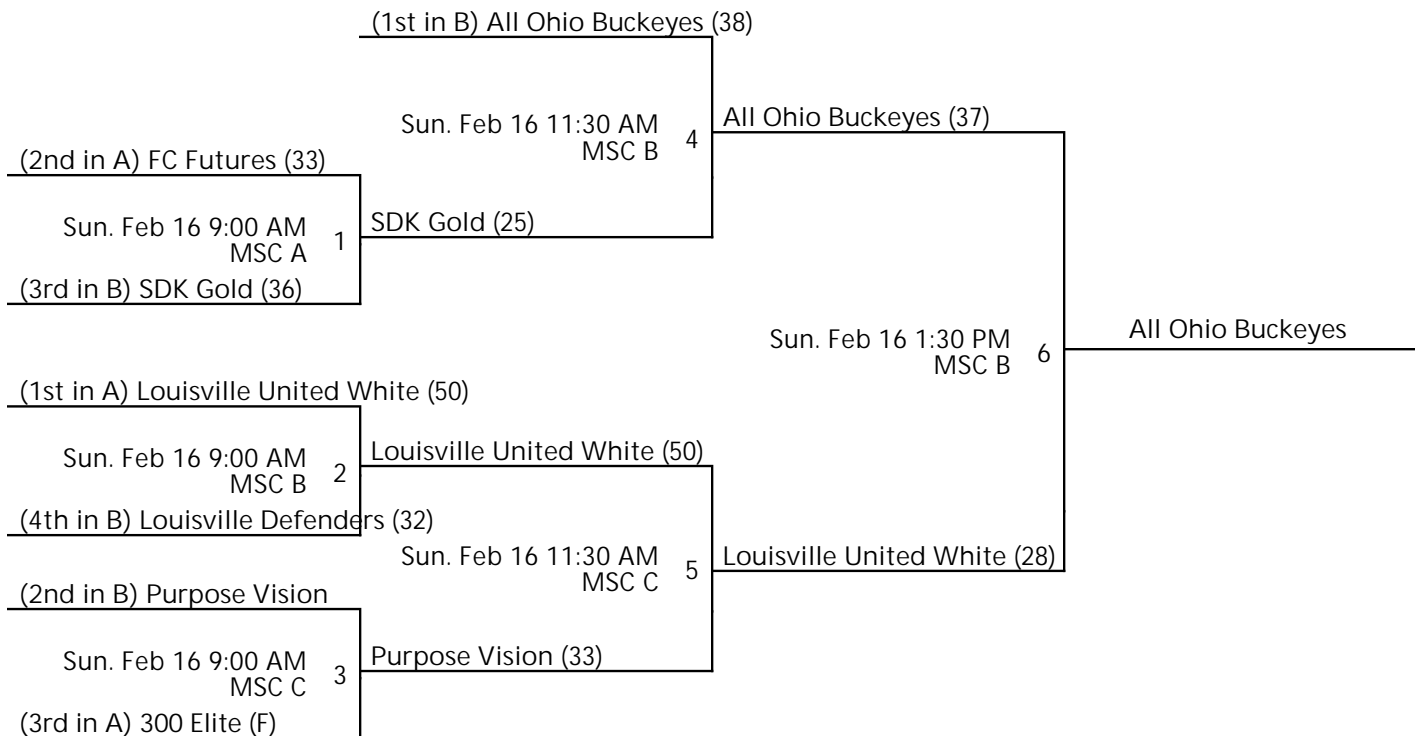 (1st in B) All Ohio Buckeyes (38)
Sun. Feb 16 11:30 AM
MSC B
4
All Ohio Buckeyes (37)
(2nd in A) FC Futures (33)
Sun. Feb 16 9:00 AM
MSC A
1
SDK Gold (25)
(3rd in B) SDK Gold (36)
Sun. Feb 16 1:30 PM
MSC B
6
All Ohio Buckeyes
(1st in A) Louisville United White (50)
Sun. Feb 16 9:00 AM
MSC B
2
Louisville United White (50)
(4th in B) Louisville Defenders (32)
Sun. Feb 16 11:30 AM
MSC C
5
Louisville United White (28)
(2nd in B) Purpose Vision
Sun. Feb 16 9:00 AM
MSC C
3
Purpose Vision (33)
(3rd in A) 300 Elite (F)